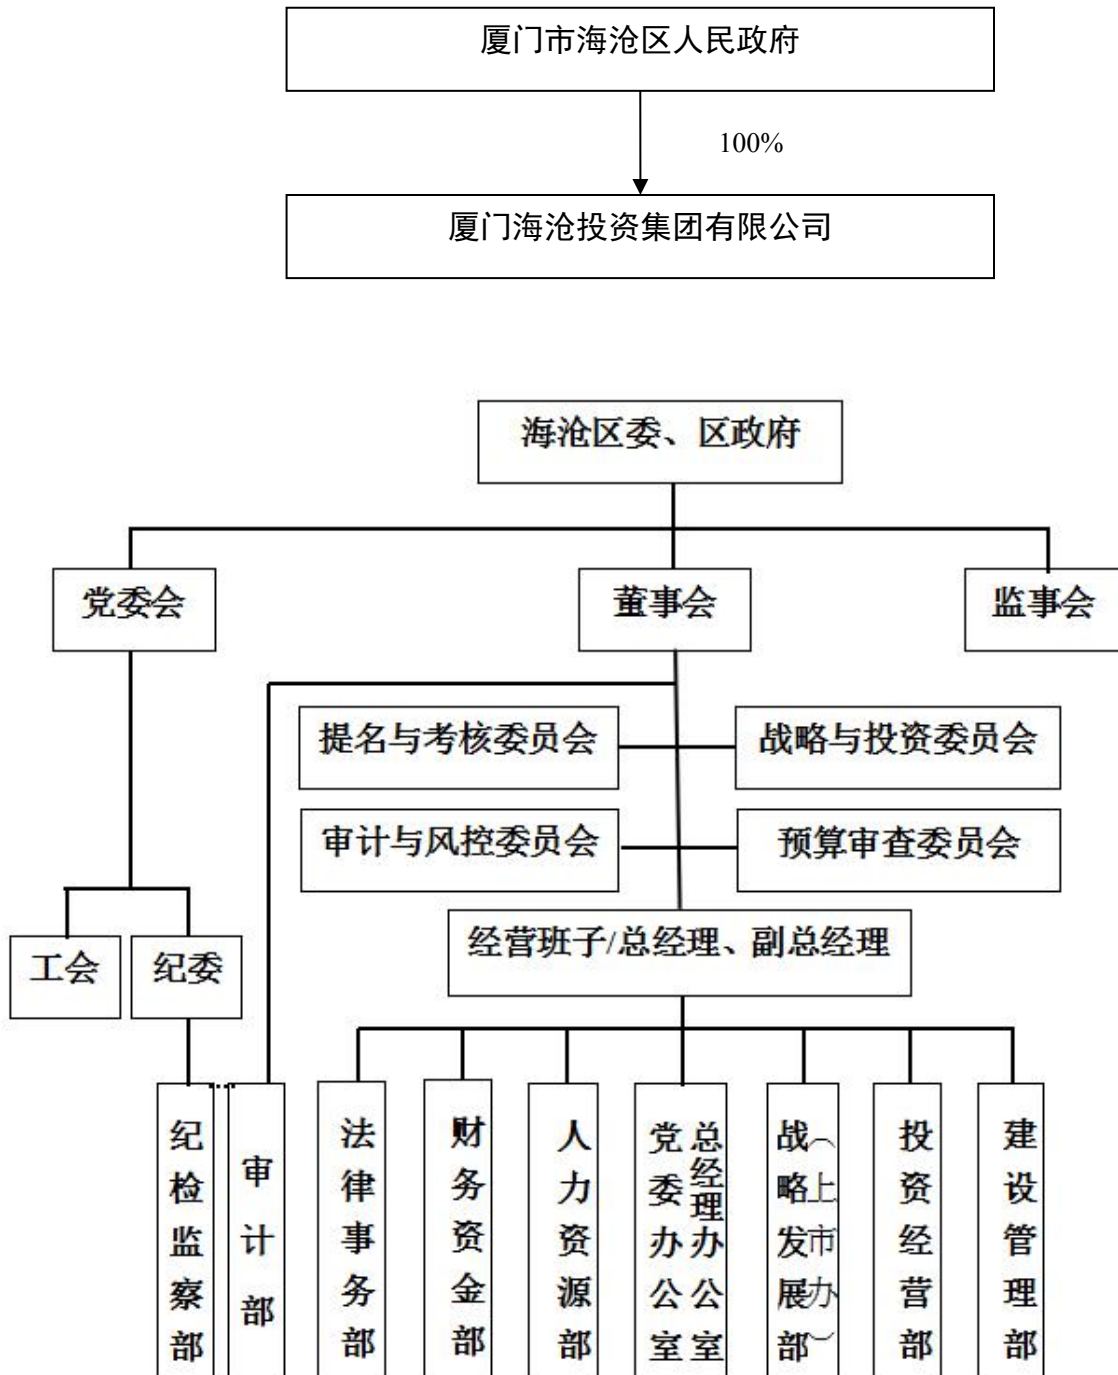 厦门市海沧区人民政府
100%
厦门海沧投资集团有限公司
海沧区委、区政府
党委会
董事会
监事会
提名与考核委员会
战略与投资委员会
审计与风控委员会
预算审查委员会
经营班子/总经理、副总经理
工会
纪委
纪检监察部
审计部
法律事务部
财务资金部
人力资源部
党委办公室
总经理办公室
战略发展部
（上市办）
投资经营部
建设管理部